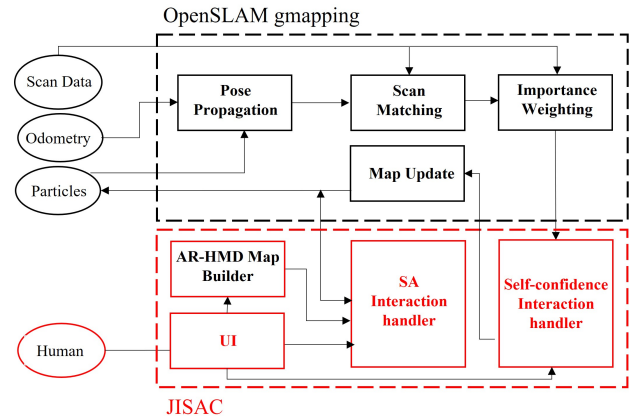 OpenSLAM gmapping
Scan Data
Odometry
Particles
Pose
Propagation
Scan
Matching
Importance
Weighting
Map Update
AR-HMD Map
Builder
UI
SA
Interaction
handler
Self-confidence
Interaction
handler
Human
JISAC